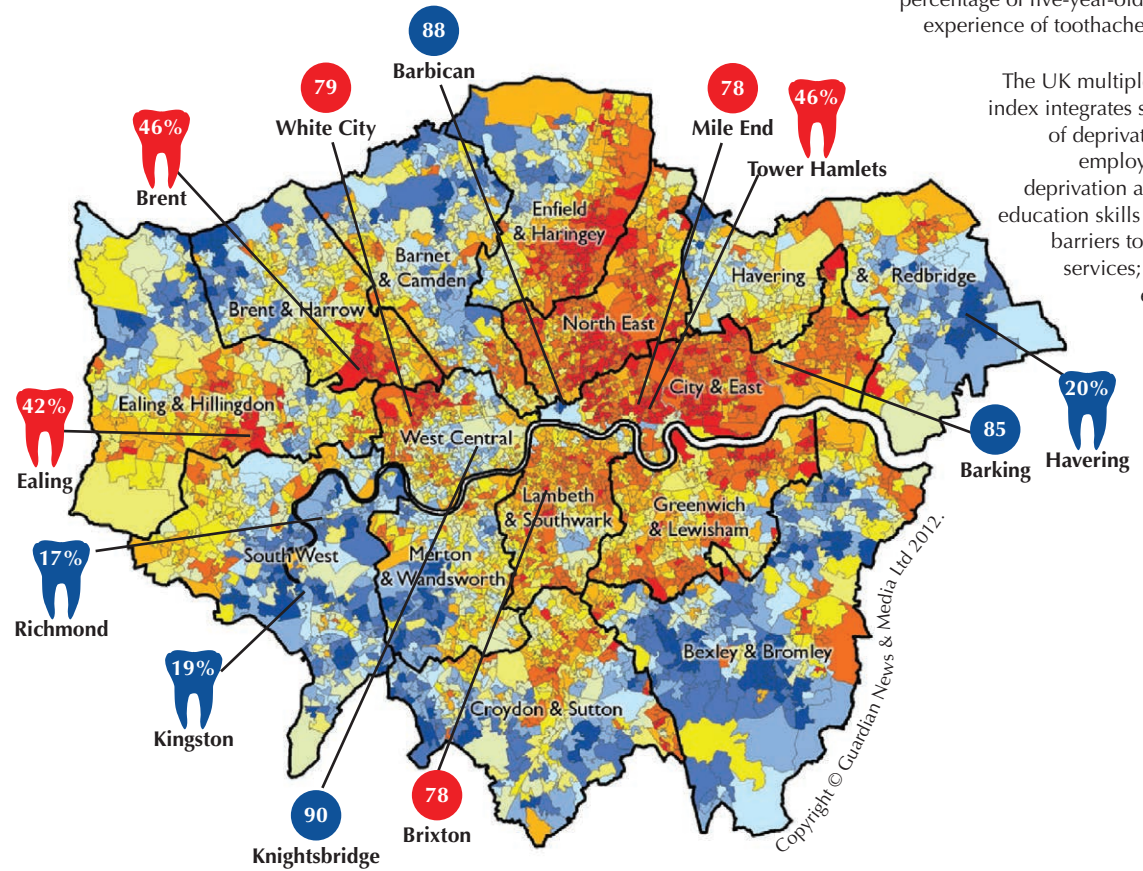 percentage of five-year-old
experience of toothache
The UK multiple
index integrates s
of deprivat
employ
deprivation a
education skills
barriers to
services;
88
Barbican
79
White City
78
Mile End
46%
Tower Hamlets
46%
Brent
Enfield
& Haringey
Barnet
& Camden
Havering
&
Redbridge
Brent & Harrow
North East
City & East
Ealing & Hillingdon
42%
Ealing
West Central
20%
Havering
85
Barking
Lambeth
& Southwark
Greenwich
& Lewisham
17%
Richmond
South West
Merton
& Wandsworth
19%
Kingston
Bexley & Bromley
Croydon & Sutton
90
Knightsbridge
78
Brixton
Copyright © Guardian News & Media Ltd 2012.